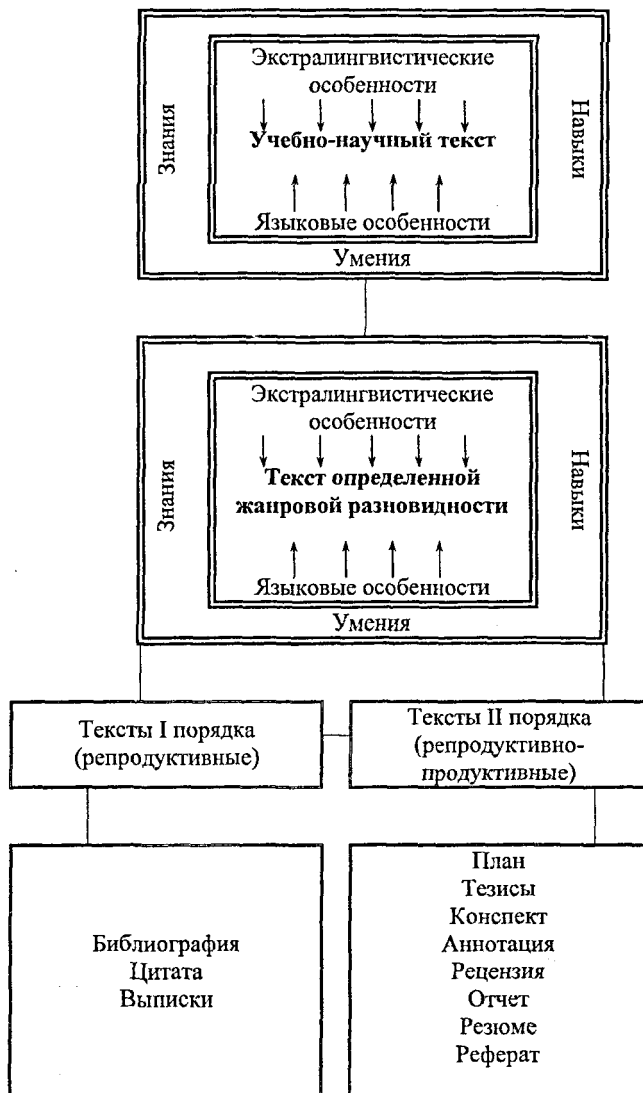 Экстралингвистические
особенности
Знания
Навыки
Учебно-научный текст
Языковые особенности
Умения
Экстралингвистические
особенности
Знания
Навыки
Текст определенной
жанровой разновидности
Языковые особенности
Умения
Тексты I порядка
(репродуктивные)
Тексты II порядка
(репродуктивно-
продуктивные)
Библиография
Цитата
Выписки
План
Тезисы
Конспект
Аннотация
Рецензия
Отчет
Резюме
Реферат